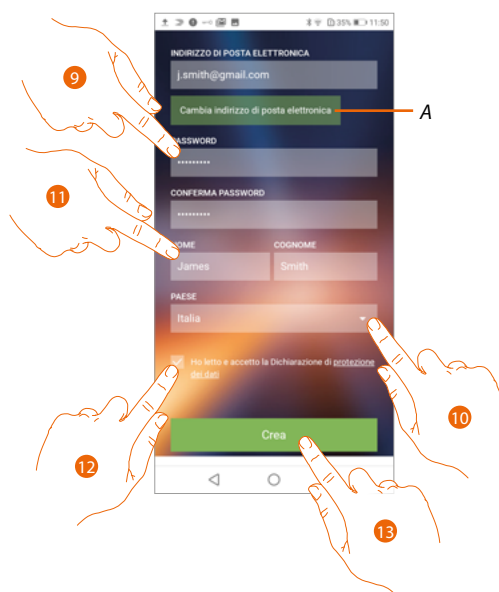 35% 11:50
INDIRIZZO DI POSTA ELETTRONICA
j.smith@gmail.com
9
Cambia indirizzo di posta elettronica
A
PASSWORD
•••••••••
CONFERMA PASSWORD
•••••••••
11
NOME COGNOME
James Smith
PAESE
Italia
Ho letto e accetto la Dichiarazione di protezione
dei dati
10
Crea
12
13